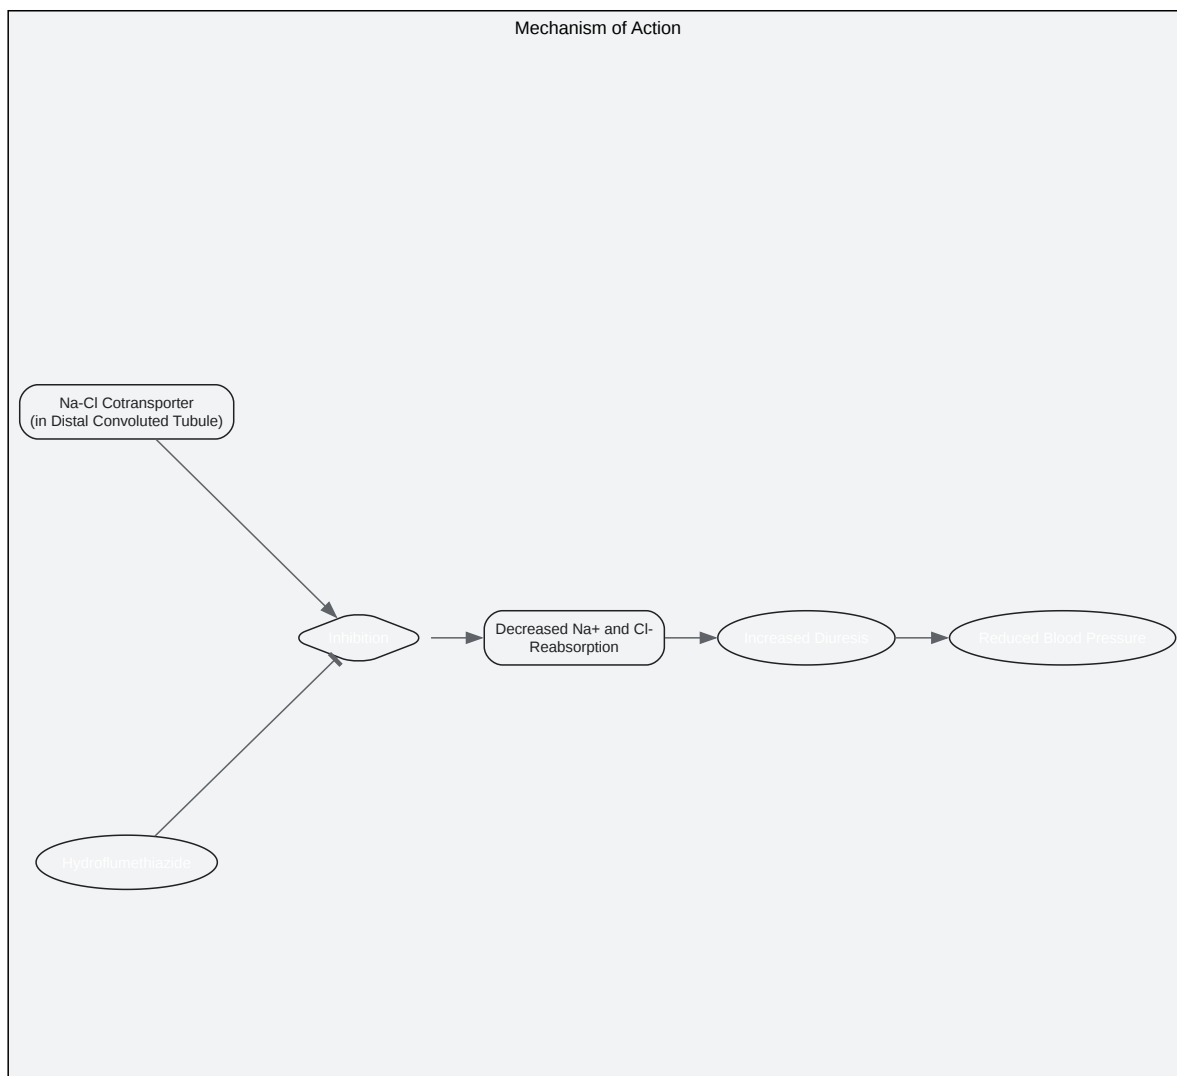 Mechanism of Action
Na-Cl Cotransporter
(in Distal Convoluted Tubule)
Inhibition
Decreased Na+ and Cl-
Reabsorption
Increased Diuresis
Reduced Blood Pressure
Hydroflumethiazide